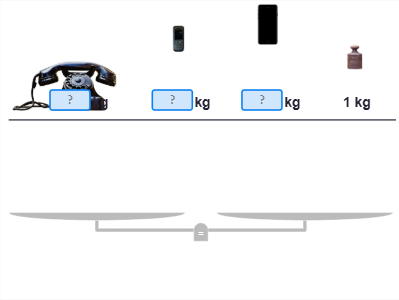 ? kg
? kg
? kg
1 kg
=